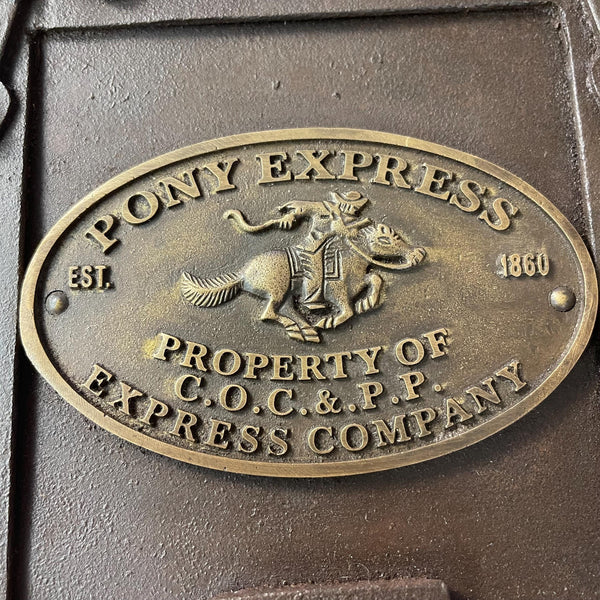 PONY EXPRESS
EST. 1860
PROPERTY OF
C.O.C.&.P.P.
EXPRESS COMPANY